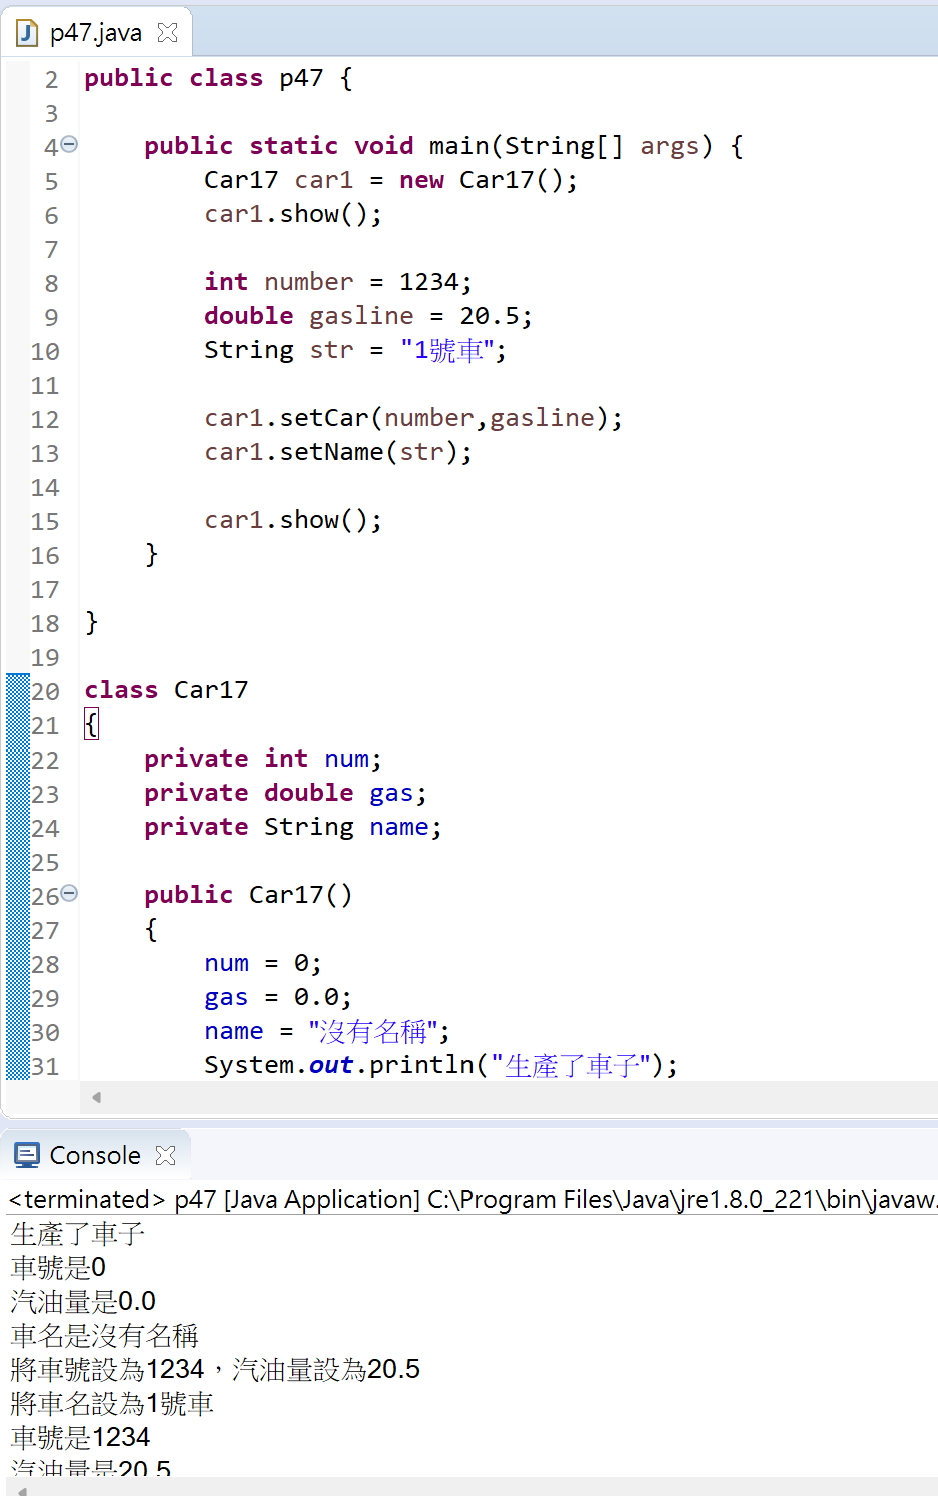 p47.java
2 public class p47 {
3
4 public static void main(String[] args) {
5 Car17 car1 = new Car17();
6 car1.show();
7
8 int number = 1234;
9 double gasline = 20.5;
10 String str = "1號車";
11
12 car1.setCar(number,gasline);
13 car1.setName(str);
14
15 car1.show();
16 }
17
18 }
19
20 class Car17
21 {
22 private int num;
23 private double gas;
24 private String name;
25
26 public Car17()
27 {
28 num = 0;
29 gas = 0.0;
30 name = "沒有名稱";
31 System.out.println("生產了車子");
Console
<terminated> p47 [Java Application] C:\Program Files\Java\jre1.8.0_221\bin\javaw.
生產了車子
車號是0
汽油量是0.0
車名是沒有名稱
將車號設為1234，汽油量設為20.5
將車名設為1號車
車號是1234
汽油量是20.5